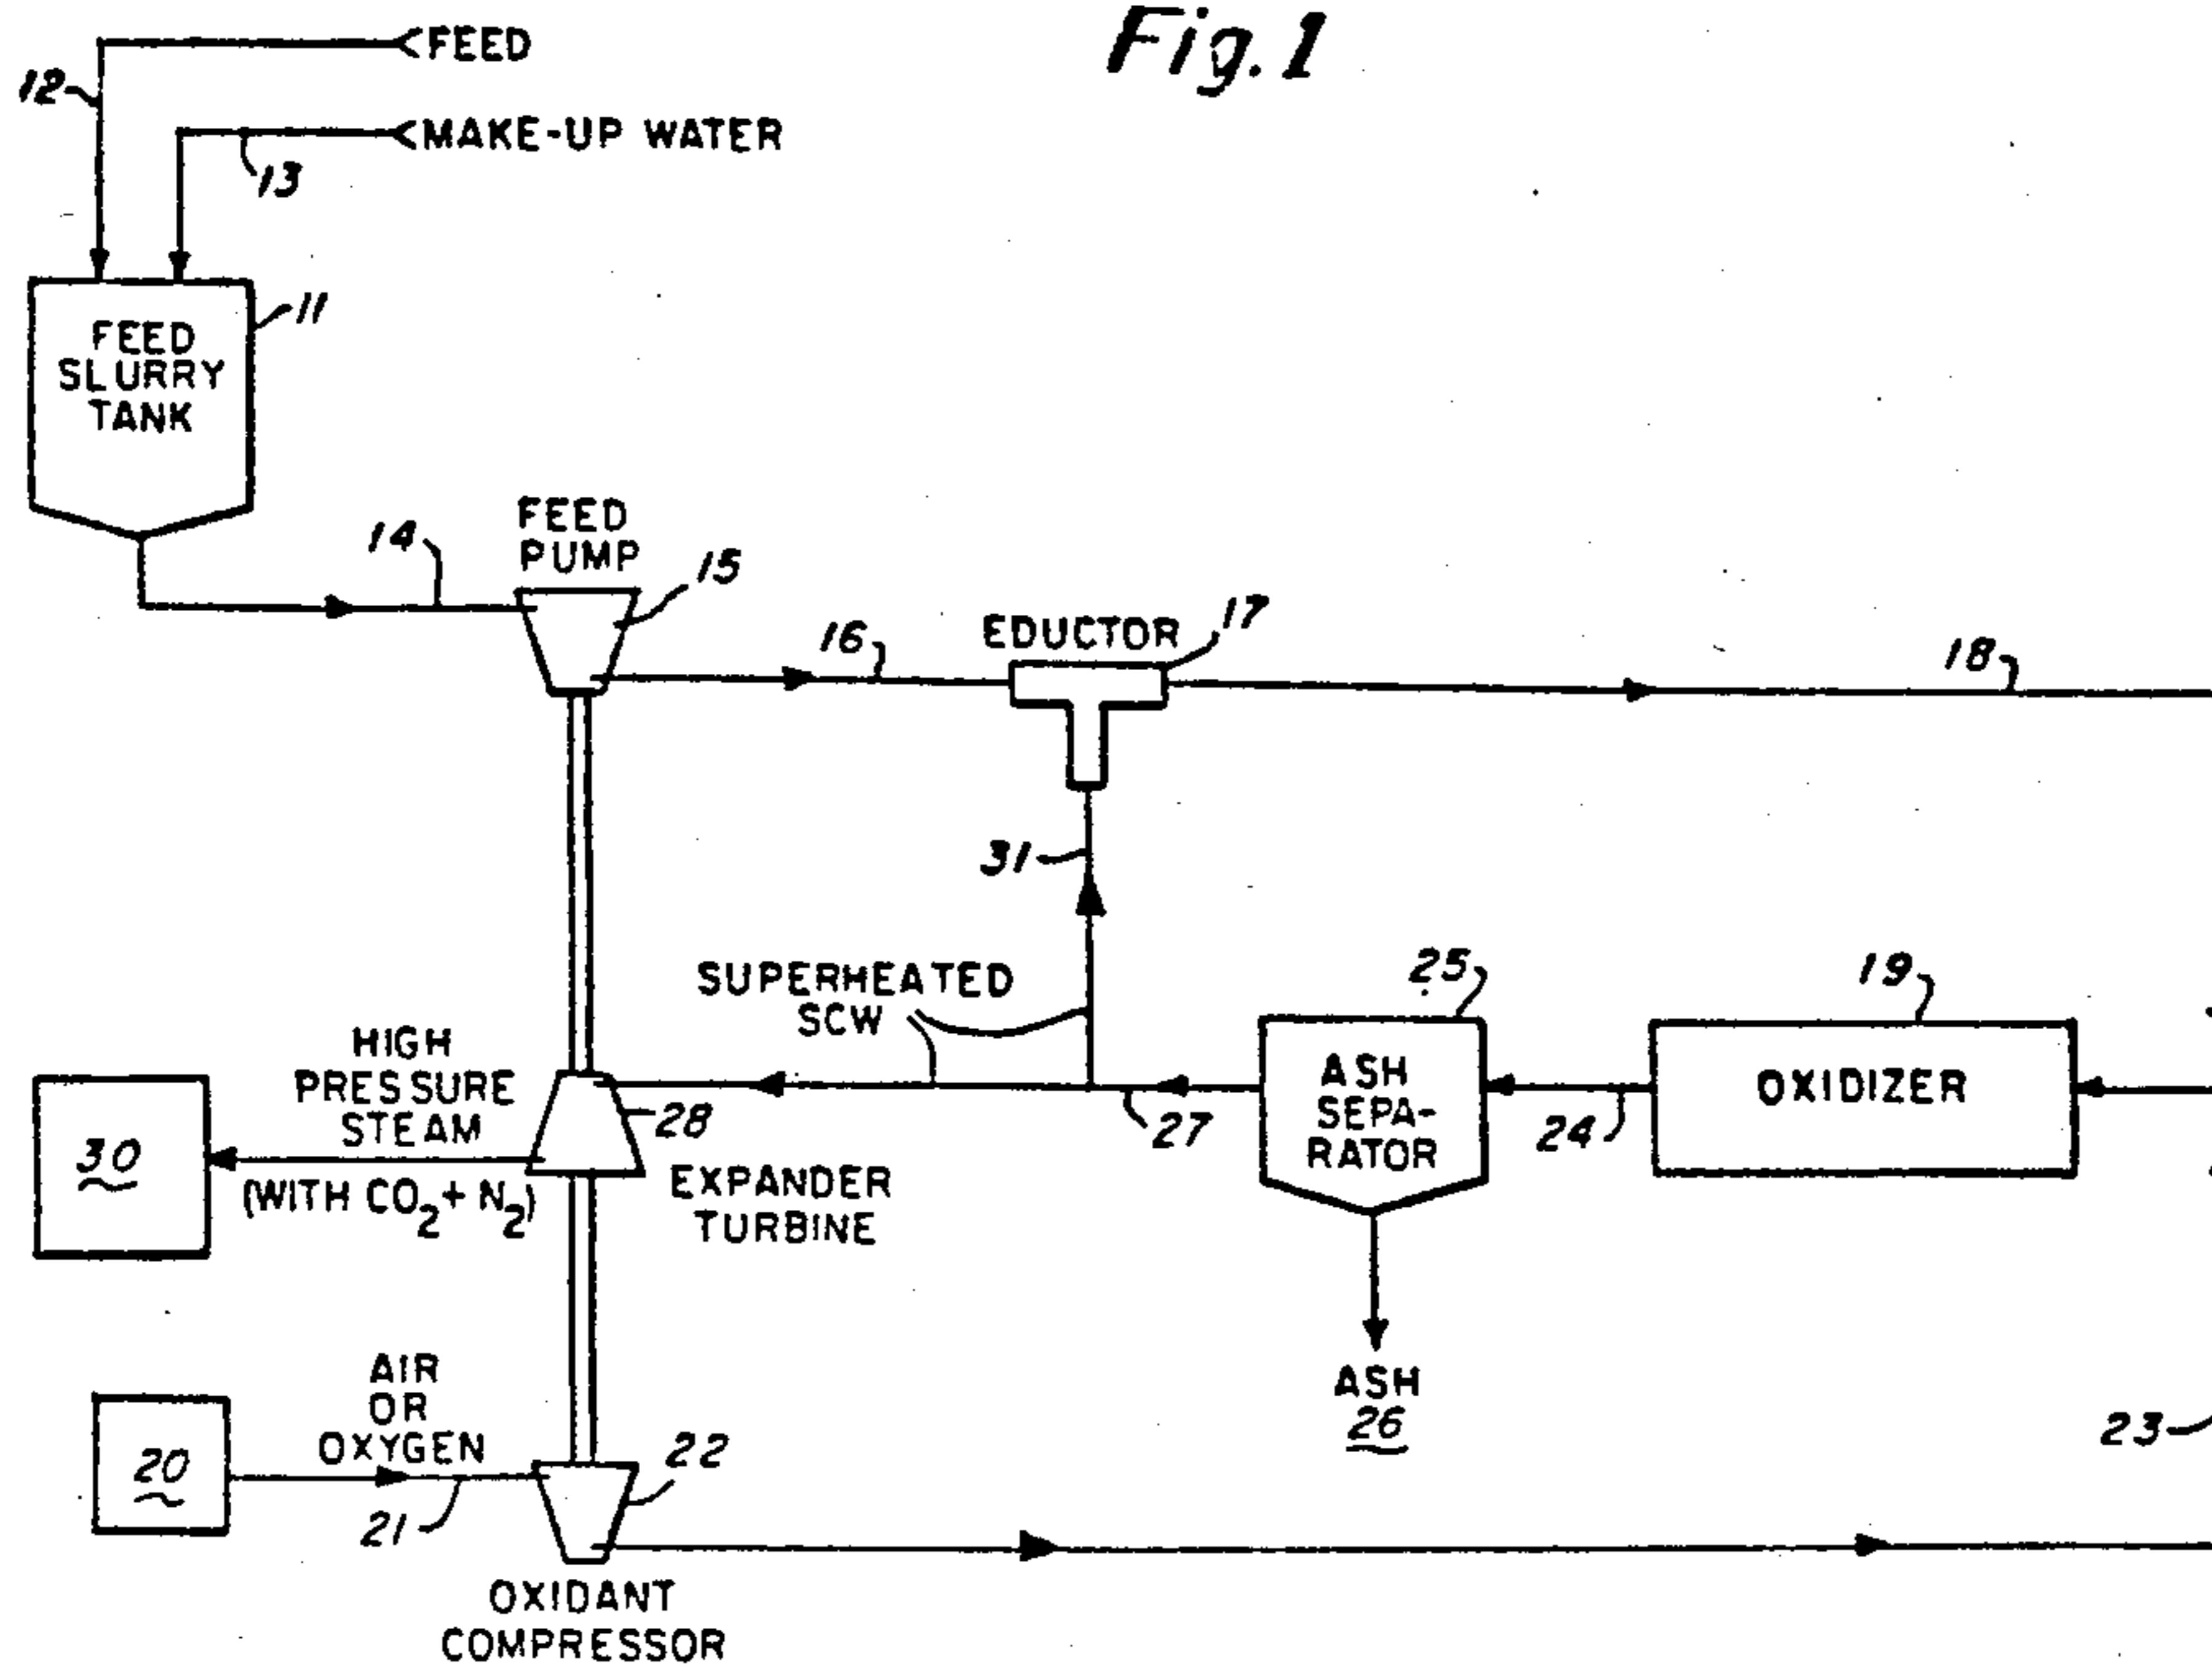 Fig. 1
FEED
12
MAKE-UP WATER
13
11
FEED
SLURRY
TANK
14
FEED
PUMP
15
16
EDUCTOR
17
18
31
SUPERHEATED
SCW
25
19
HIGH
PRESSURE
STEAM
ASH
SEPA-
RATOR
OXIDIZER
28
27
24
30
(WITH CO2 + N2)
EXPANDER
TURBINE
AIR
OR
OXYGEN
ASH
26
23
20
21
22
OXIDANT
COMPRESSOR